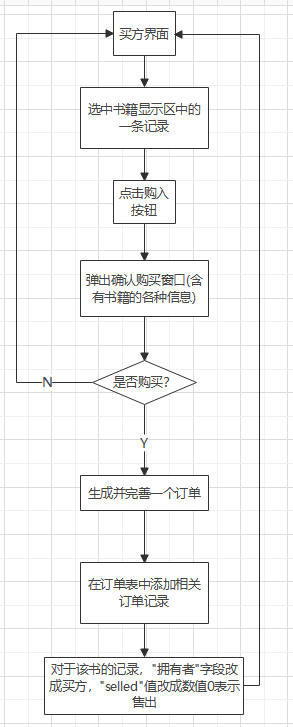 买方界面
选中书籍显示区中的
一条记录
点击购入
按钮
弹出确认购买窗口(含
有书籍的各种信息)
是否购买？
N
Y
生成并完善一个订单
在订单表中添加相关
订单记录
对于该书的记录，"拥有者"字段改
成买方，"selled"值改成数值0表示
售出